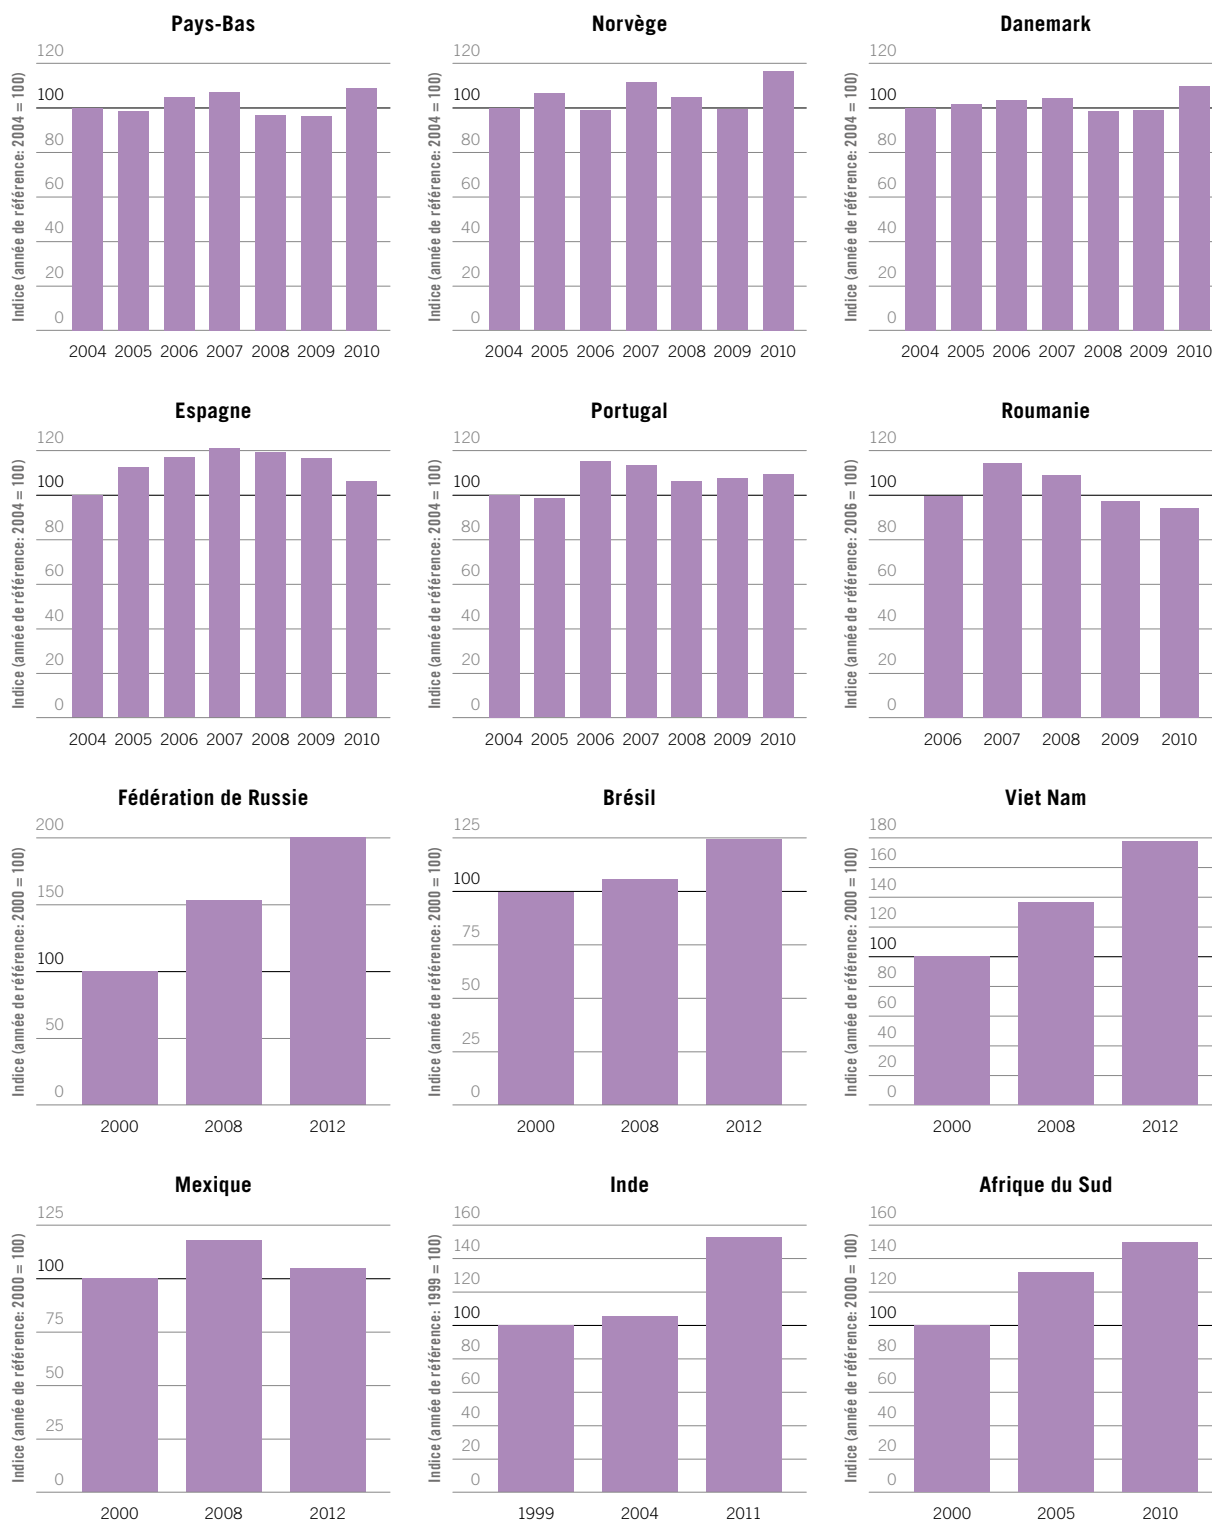 Pays-Bas
Indice (année de référence: 2004 = 100)
120
100
80
60
40
20
0
2004 2005 2006 2007 2008 2009 2010
Norvège
Indice (année de référence: 2004 = 100)
120
100
80
60
40
20
0
2004 2005 2006 2007 2008 2009 2010
Danemark
Indice (année de référence: 2004 = 100)
120
100
80
60
40
20
0
2004 2005 2006 2007 2008 2009 2010
Espagne
Indice (année de référence: 2004 = 100)
120
100
80
60
40
20
0
2004 2005 2006 2007 2008 2009 2010
Portugal
Indice (année de référence: 2004 = 100)
120
100
80
60
40
20
0
2004 2005 2006 2007 2008 2009 2010
Roumanie
Indice (année de référence: 2006 = 100)
120
100
80
60
40
20
0
2006 2007 2008 2009 2010
Fédération de Russie
Indice (année de référence: 2000 = 100)
200
150
100
50
0
2000 2008 2012
Brésil
Indice (année de référence: 2000 = 100)
125
100
75
50
25
0
2000 2008 2012
Viet Nam
Indice (année de référence: 2000 = 100)
180
160
140
120
100
80
60
40
20
0
2000 2008 2012
Mexique
Indice (année de référence: 2000 = 100)
125
100
75
50
25
0
2000 2008 2012
Inde
Indice (année de référence: 1999 = 100)
160
140
120
100
80
60
40
20
0
1999 2004 2011
Afrique du Sud
Indice (année de référence: 2000 = 100)
160
140
120
100
80
60
40
20
0
2000 2005 2010